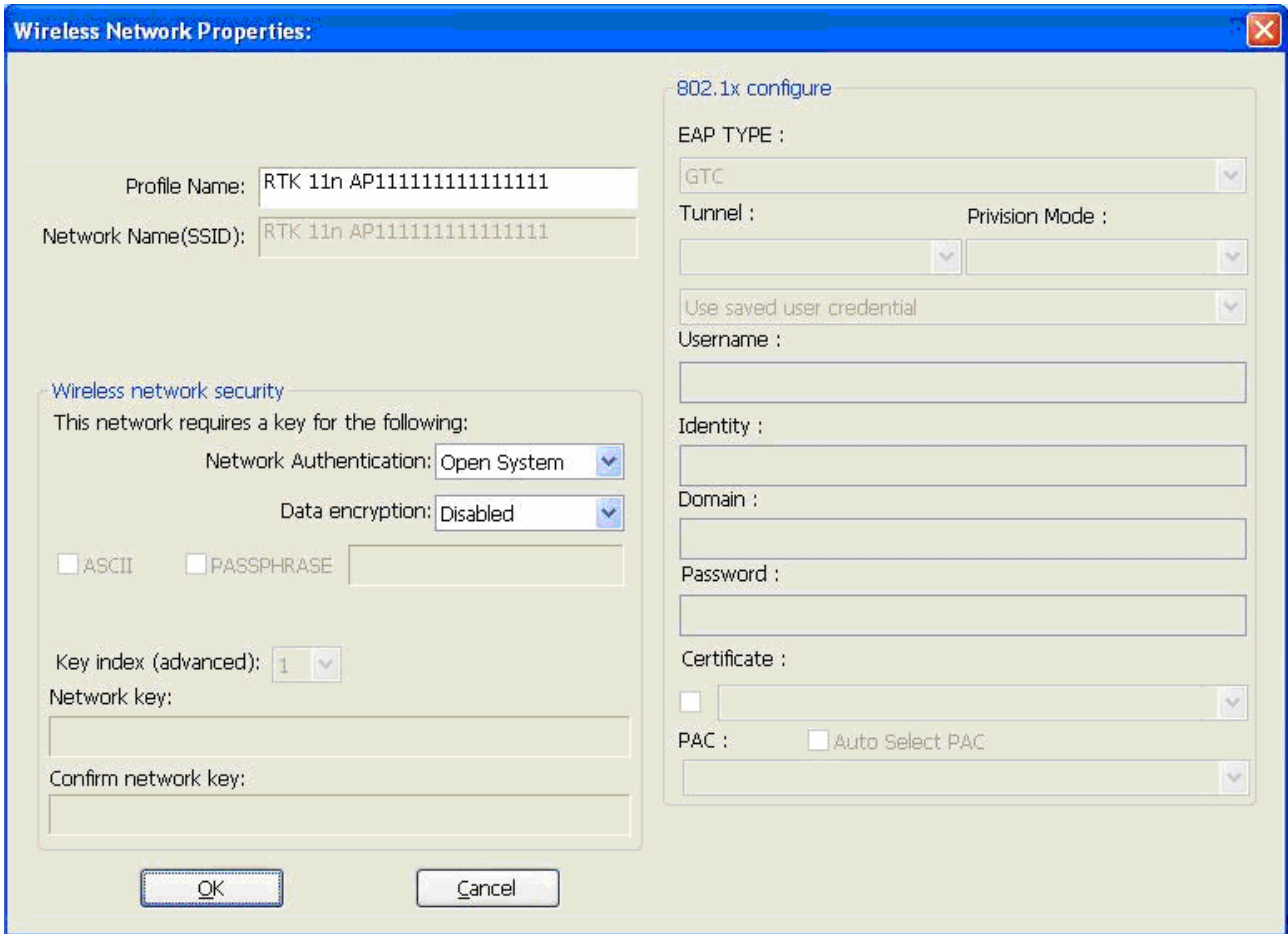 Wireless Network Properties:
Profile Name: RTK 11n AP111111111111111
Network Name(SSID): RTK 11n AP111111111111111
Wireless network security
This network requires a key for the following:
Network Authentication: Open System
Data encryption: Disabled
ASCII PASSPHRASE
Key index (advanced): 1
Network key:
Confirm network key:
OK Cancel
802.1x configure
EAP TYPE :
GTC
Tunnel : Privision Mode :
Use saved user credential
Username :
Identity :
Domain :
Password :
Certificate :
PAC : Auto Select PAC